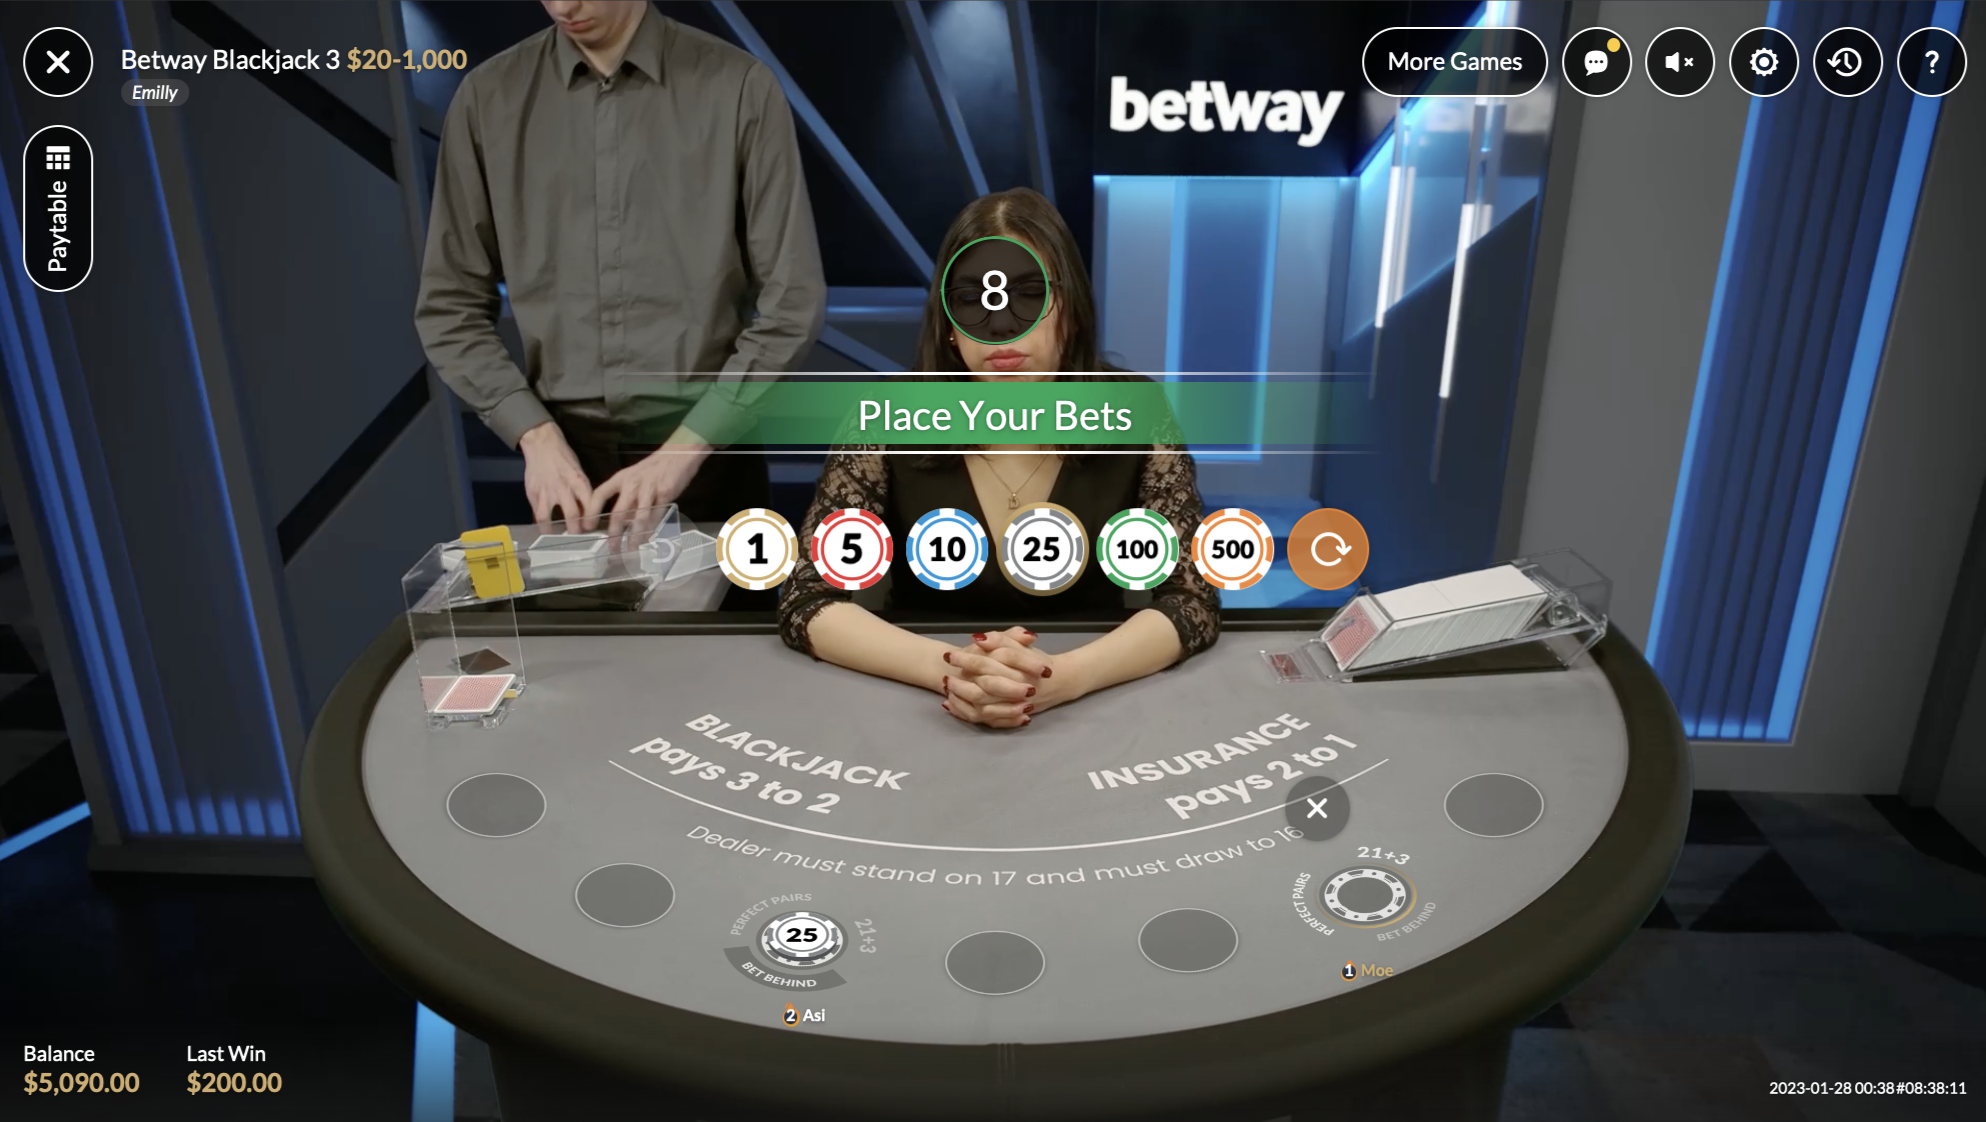 Betway Blackjack 3 $20-1,000
Emilly
More Games
?
betway
Paytable
8
Place Your Bets
1 5 10 25 100 500
BLACKJACK
pays 3 to 2
INSURANCE
pays 2 to 1
Dealer must stand on 17 and must draw to 16
PERFECT PAIRS
21+3
25
BET BEHIND
2 Asi
21+3
PERFECT PAIRS
BET BEHIND
1 Moe
Balance
$5,090.00
Last Win
$200.00
2023-01-28 00:38#08:38:11